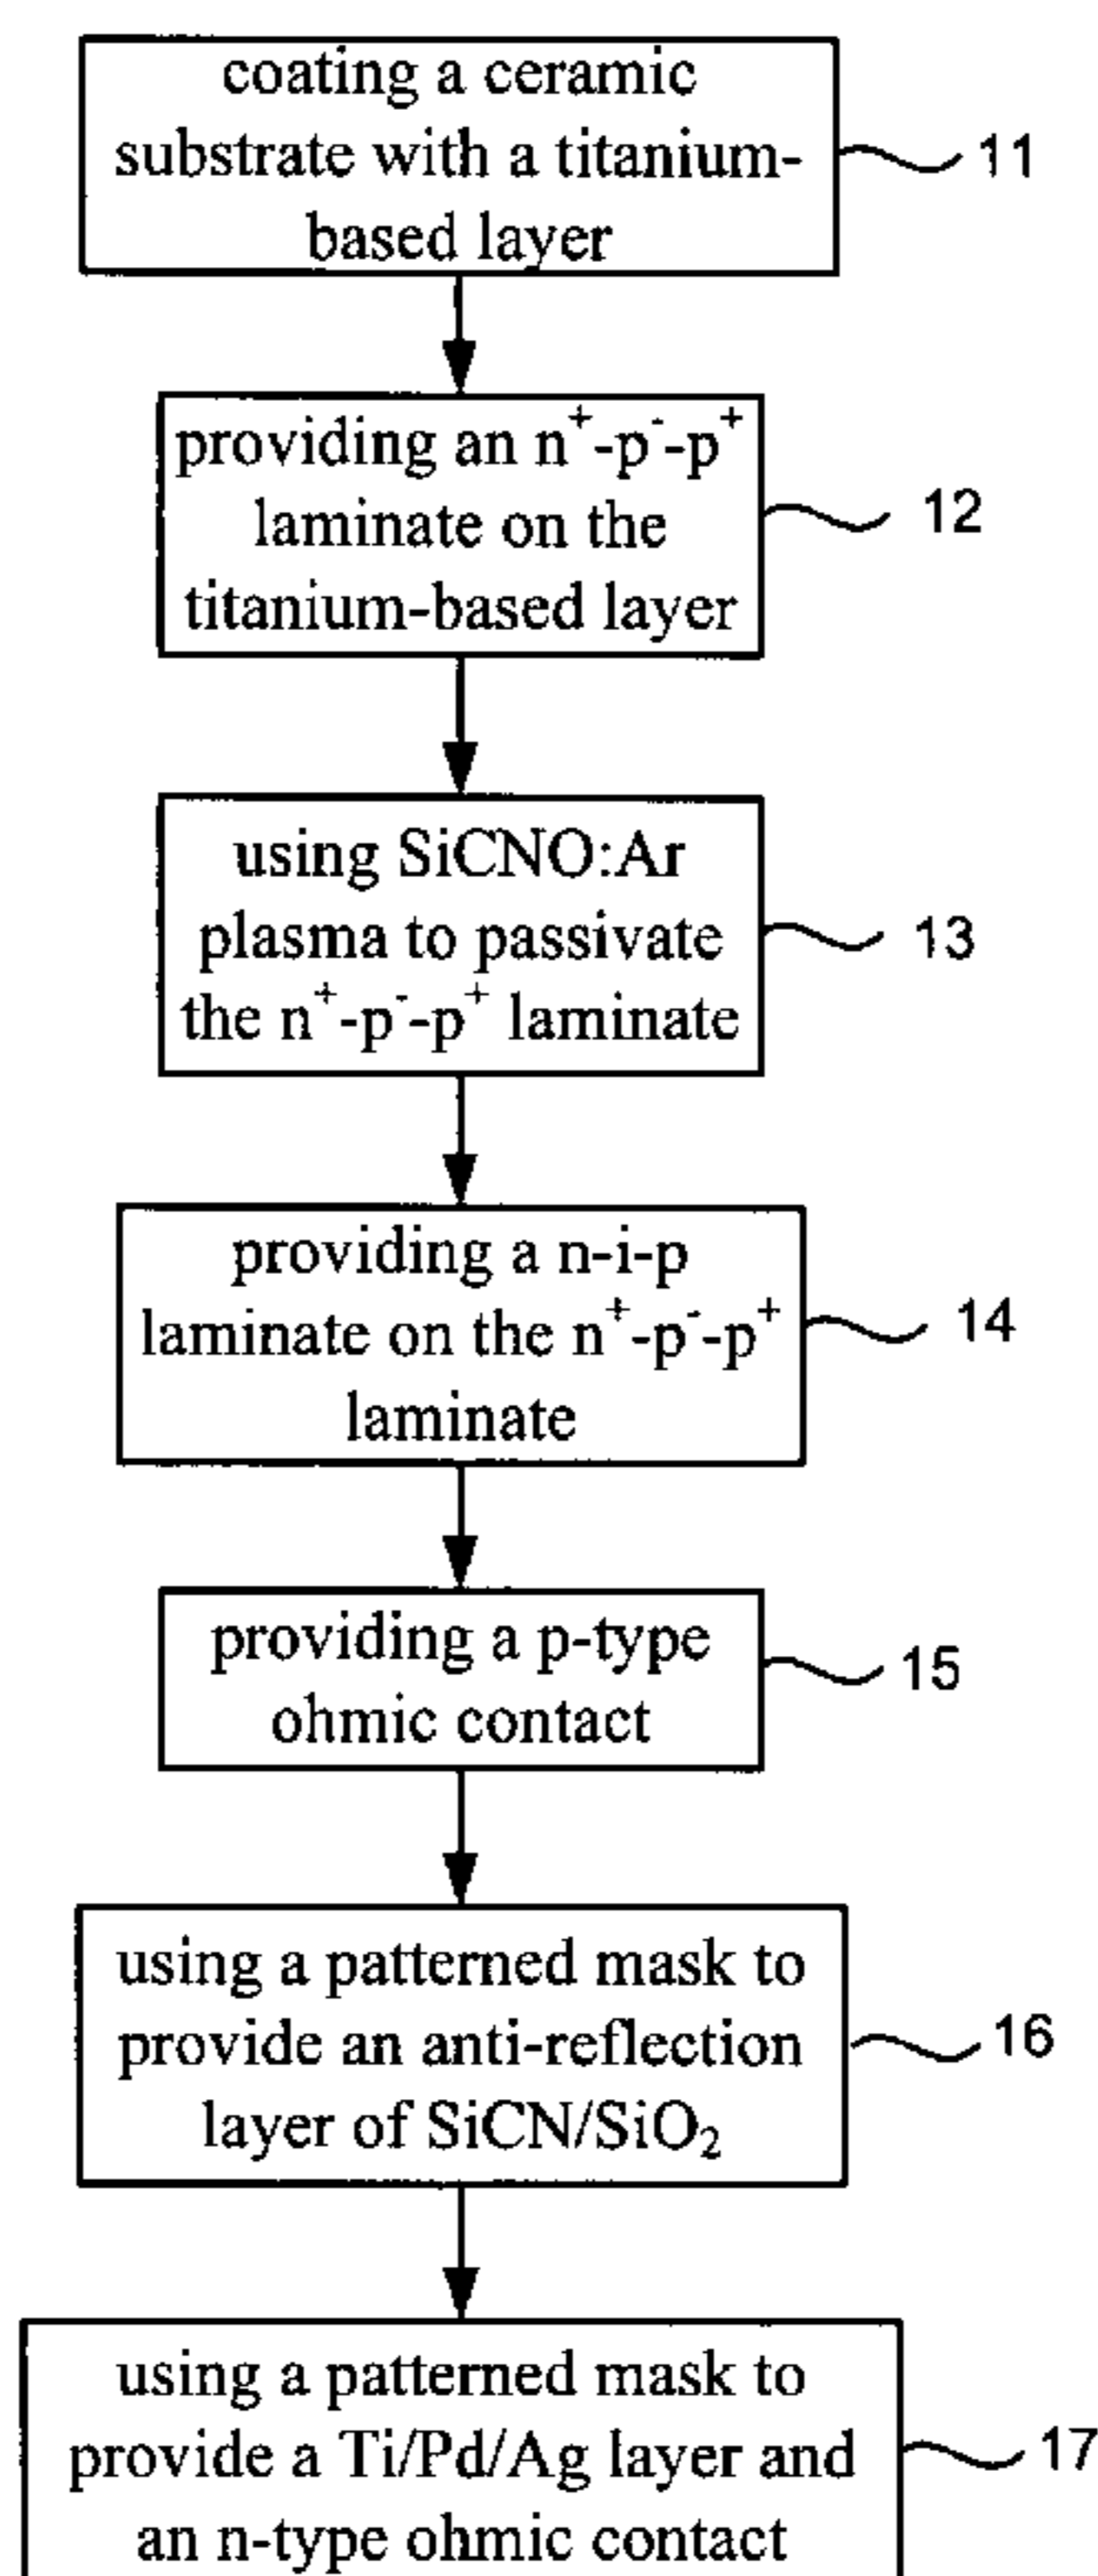 coating a ceramic
substrate with a titanium-
based layer
11
providing an n⁺-p⁻-p⁺
laminate on the
titanium-based layer
12
using SiCNO:Ar
plasma to passivate
the n⁺-p⁻-p⁺ laminate
13
providing a n-i-p
laminate on the n⁺-p⁻-p⁺
laminate
14
providing a p-type
ohmic contact
15
using a patterned mask to
provide an anti-reflection
layer of SiCN/SiO₂
16
using a patterned mask to
provide a Ti/Pd/Ag layer and
an n-type ohmic contact
17